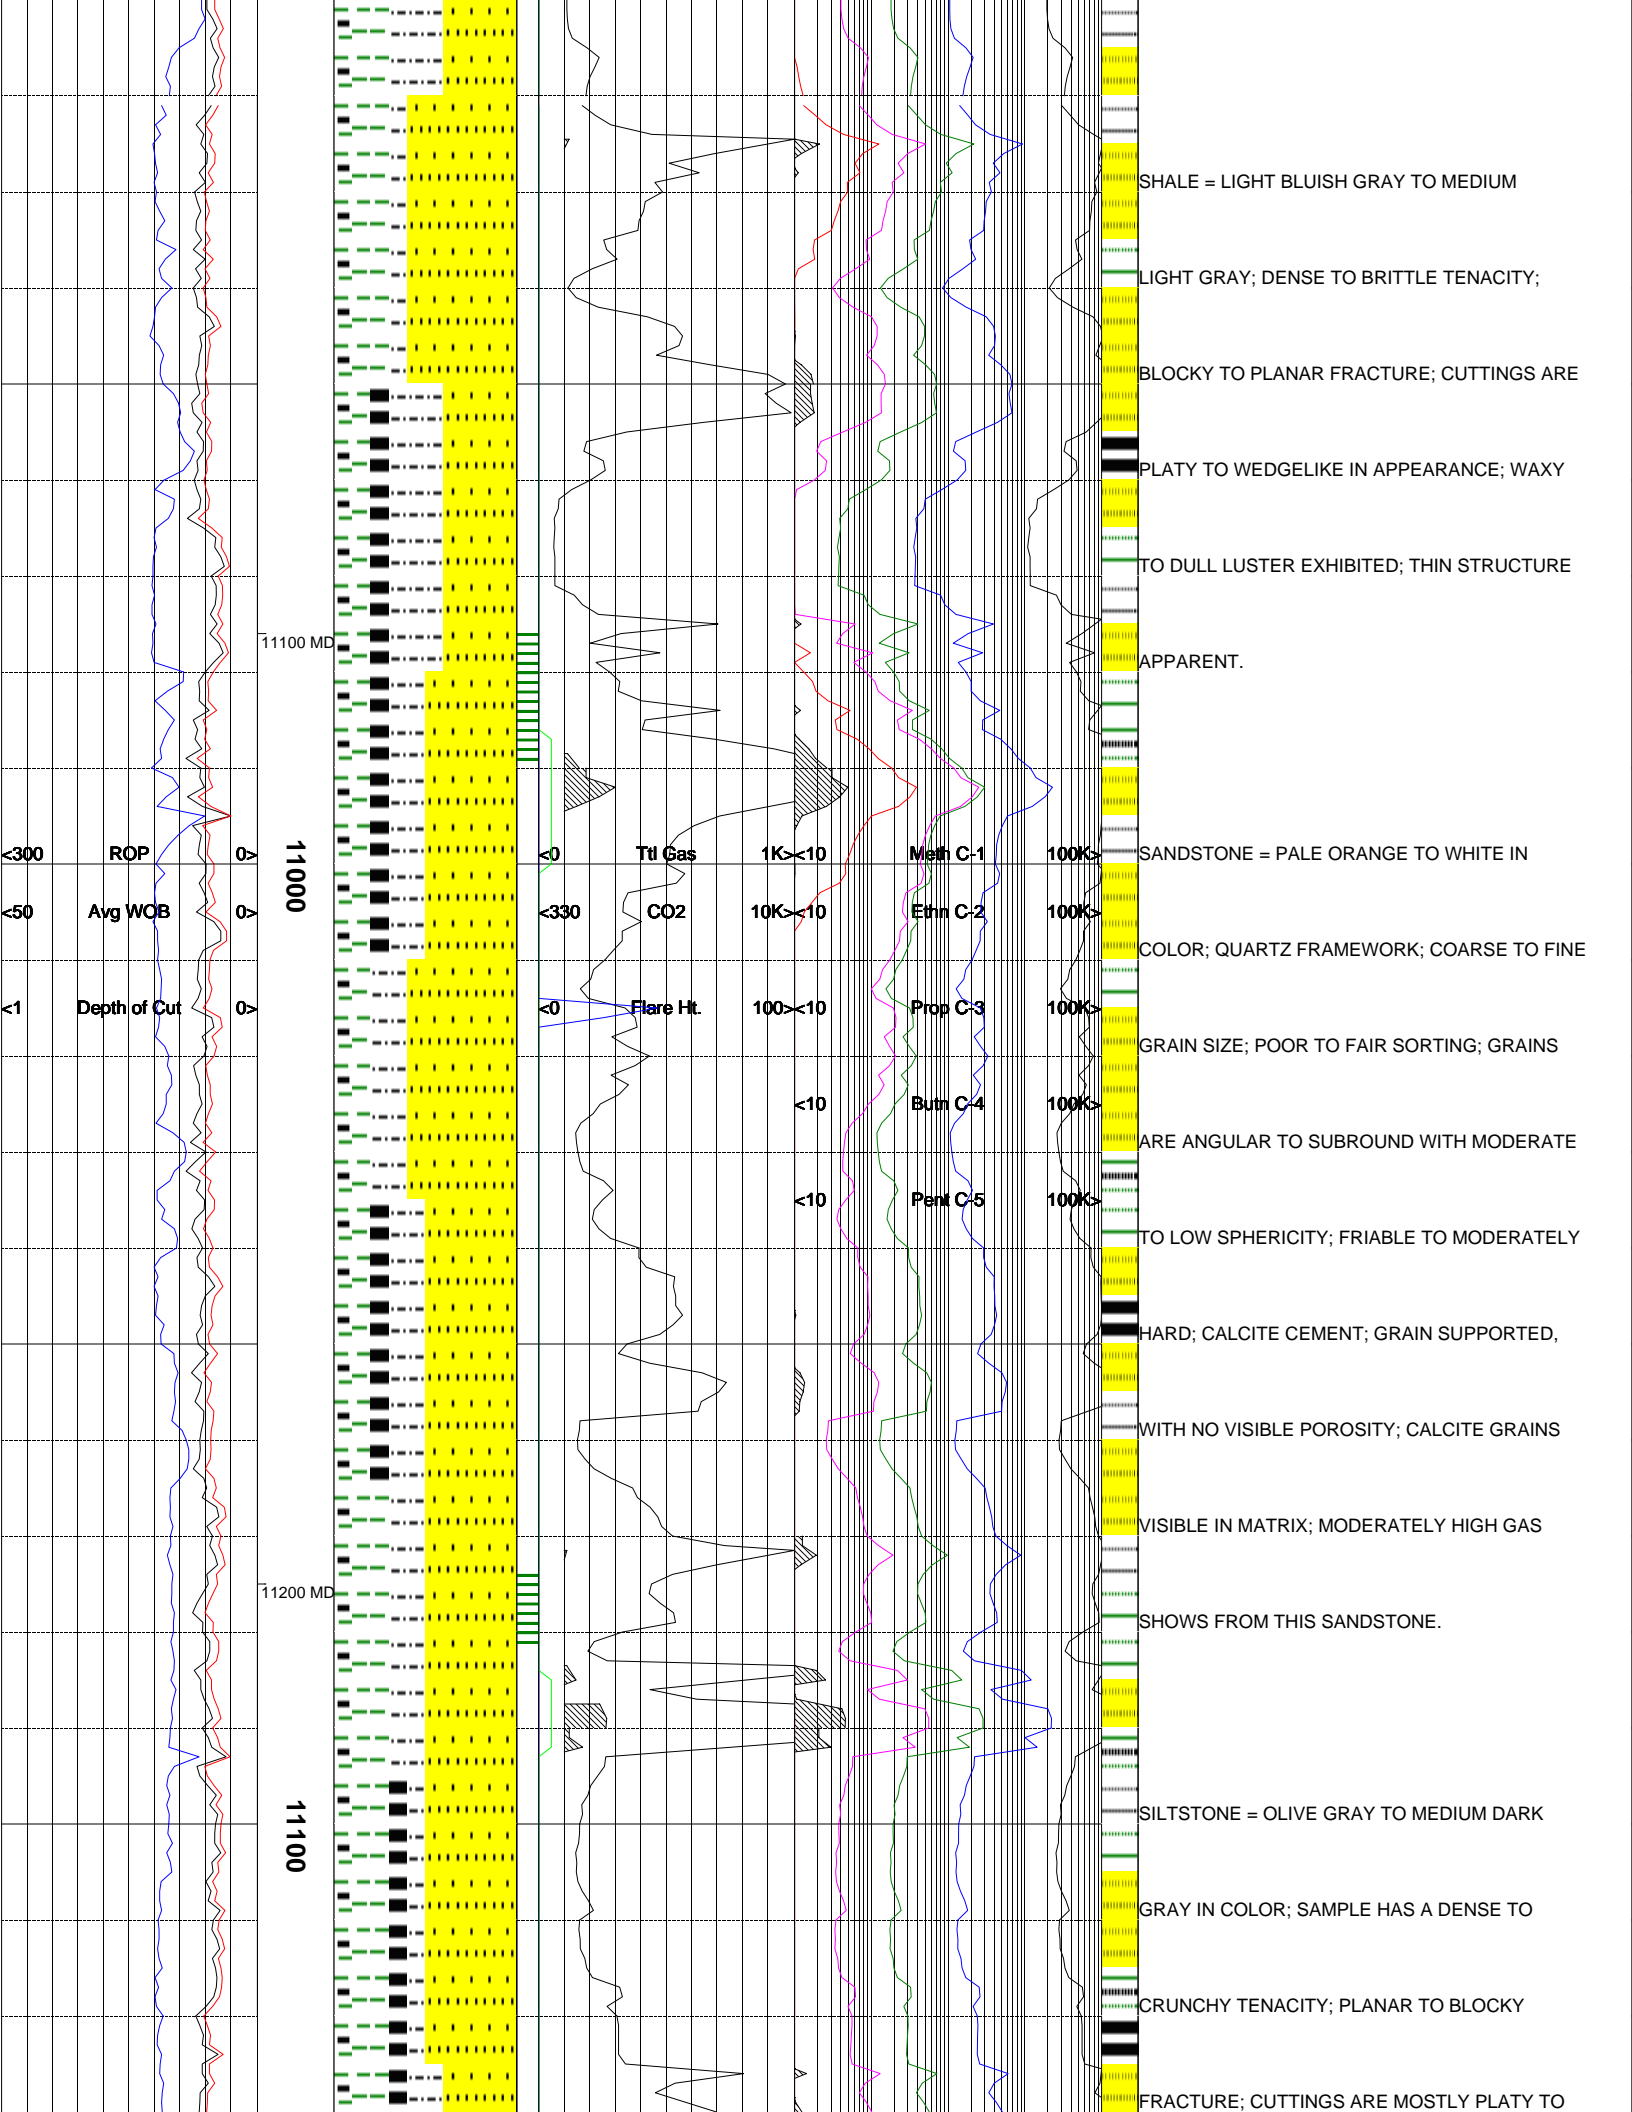 SHALE = LIGHT BLUISH GRAY TO MEDIUM
LIGHT GRAY; DENSE TO BRITTLE TENACITY;
BLOCKY TO PLANAR FRACTURE; CUTTINGS ARE
PLATY TO WEDGELIKE IN APPEARANCE; WAXY
TO DULL LUSTER EXHIBITED; THIN STRUCTURE
11100 MD
APPARENT.
<300 ROP 0>
11000
<0 Ttl Gas 1K>
<10 Meth C-1 100K>
SANDSTONE = PALE ORANGE TO WHITE IN
<50 Avg WOB 0>
<330 CO2 10K>
<10 Ethn C-2 100K>
COLOR; QUARTZ FRAMEWORK; COARSE TO FINE
<1 Depth of Cut 0>
<0 Flare Ht. 100>
<10 Prop C-3 100K>
GRAIN SIZE; POOR TO FAIR SORTING; GRAINS
<10 Butn C-4 100K>
ARE ANGULAR TO SUBROUND WITH MODERATE
<10 Pent C-5 100K>
TO LOW SPHERICITY; FRIABLE TO MODERATELY
HARD; CALCITE CEMENT; GRAIN SUPPORTED,
WITH NO VISIBLE POROSITY; CALCITE GRAINS
VISIBLE IN MATRIX; MODERATELY HIGH GAS
11200 MD
SHOWS FROM THIS SANDSTONE.
11100
SILTSTONE = OLIVE GRAY TO MEDIUM DARK
GRAY IN COLOR; SAMPLE HAS A DENSE TO
CRUNCHY TENACITY; PLANAR TO BLOCKY
FRACTURE; CUTTINGS ARE MOSTLY PLATY TO